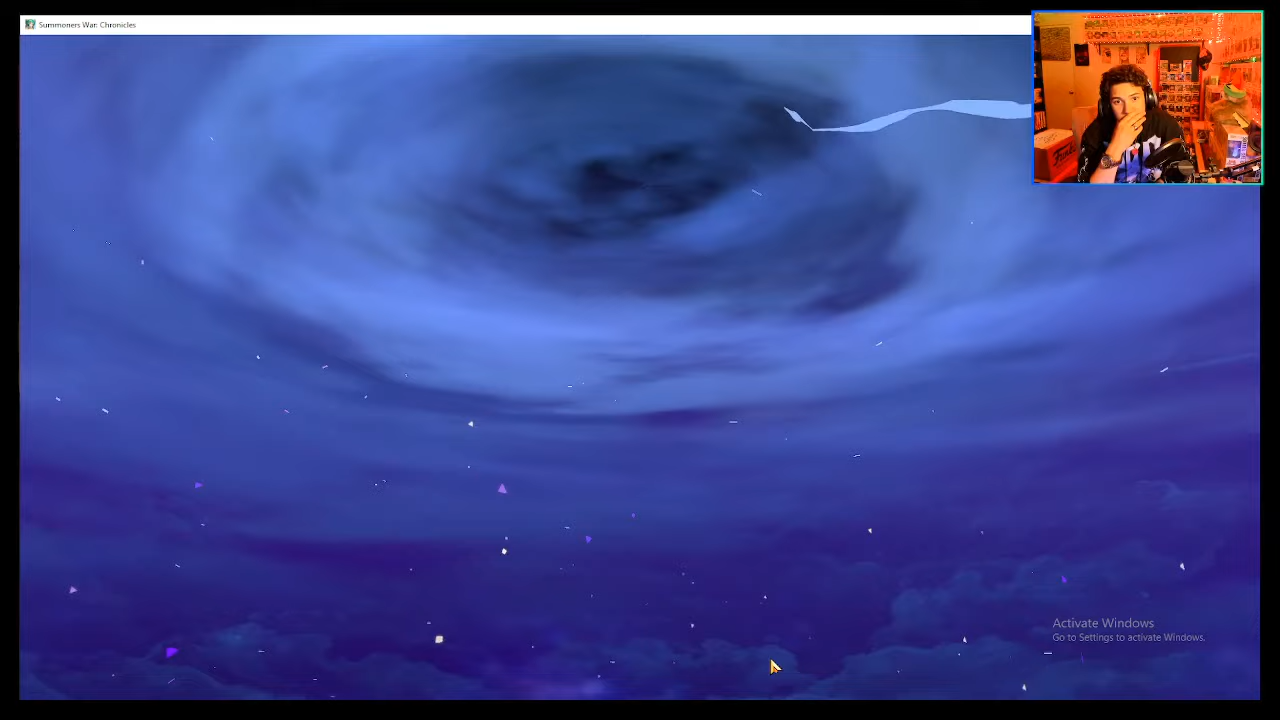 Summoners War: Chronicles
Activate Windows
Go to Settings to activate Windows.